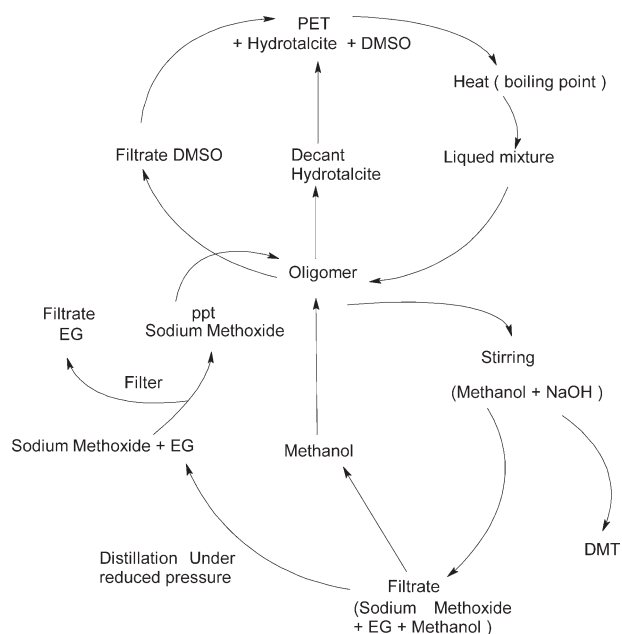 PET
+ Hydrotalcite + DMSO
Heat ( boiling point )
Filtrate DMSO
Decant
Hydrotalcite
Liqued mixture
Oligomer
Filtrate
EG
ppt
Sodium Methoxide
Stirring
(Methanol + NaOH )
Filter
Sodium Methoxide + EG
Methanol
DMT
Distillation Under
reduced pressure
Filtrate
(Sodium Methoxide
+ EG + Methanol )